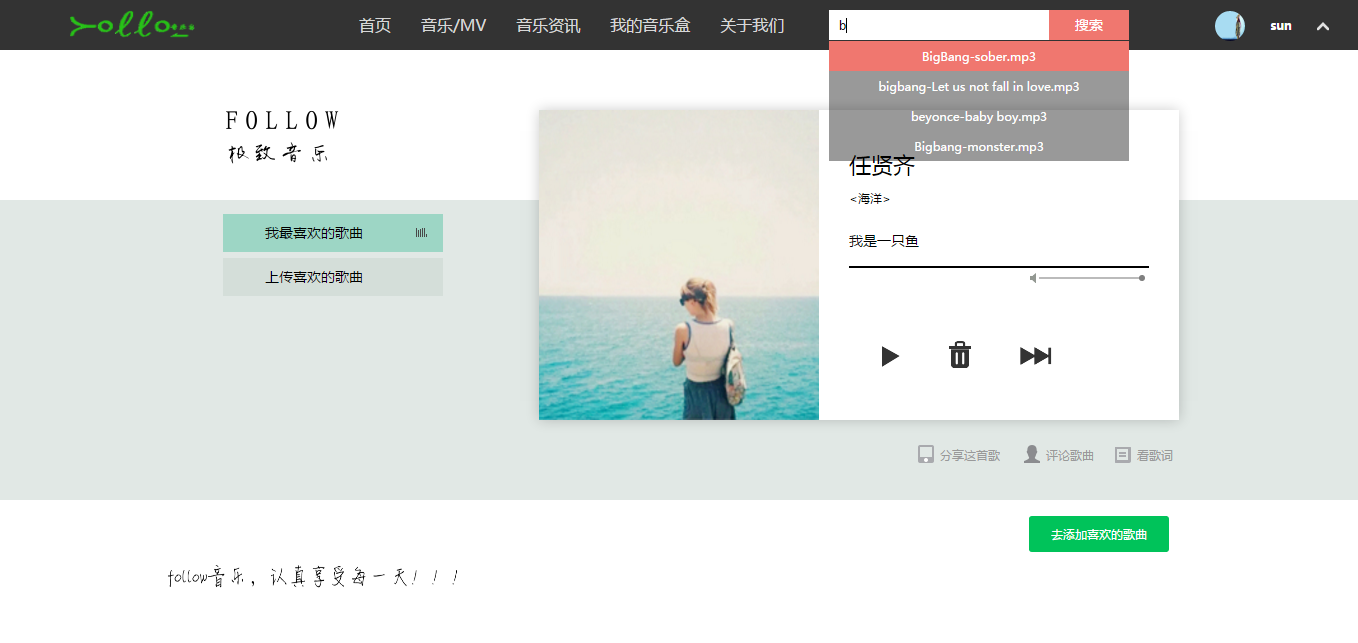 follow
首页 音乐/MV 音乐资讯 我的音乐盒 关于我们 b 搜索 sun
BigBang-sober.mp3
bigbang-Let us not fall in love.mp3
beyonce-baby boy.mp3
Bigbang-monster.mp3
FOLLOW
极致音乐
任贤齐
<海洋>
我是一只鱼
我最喜欢的歌曲
上传喜欢的歌曲
分享这首歌 评论歌曲 看歌词
去添加喜欢的歌曲
follow音乐，认真享受每一天！！！